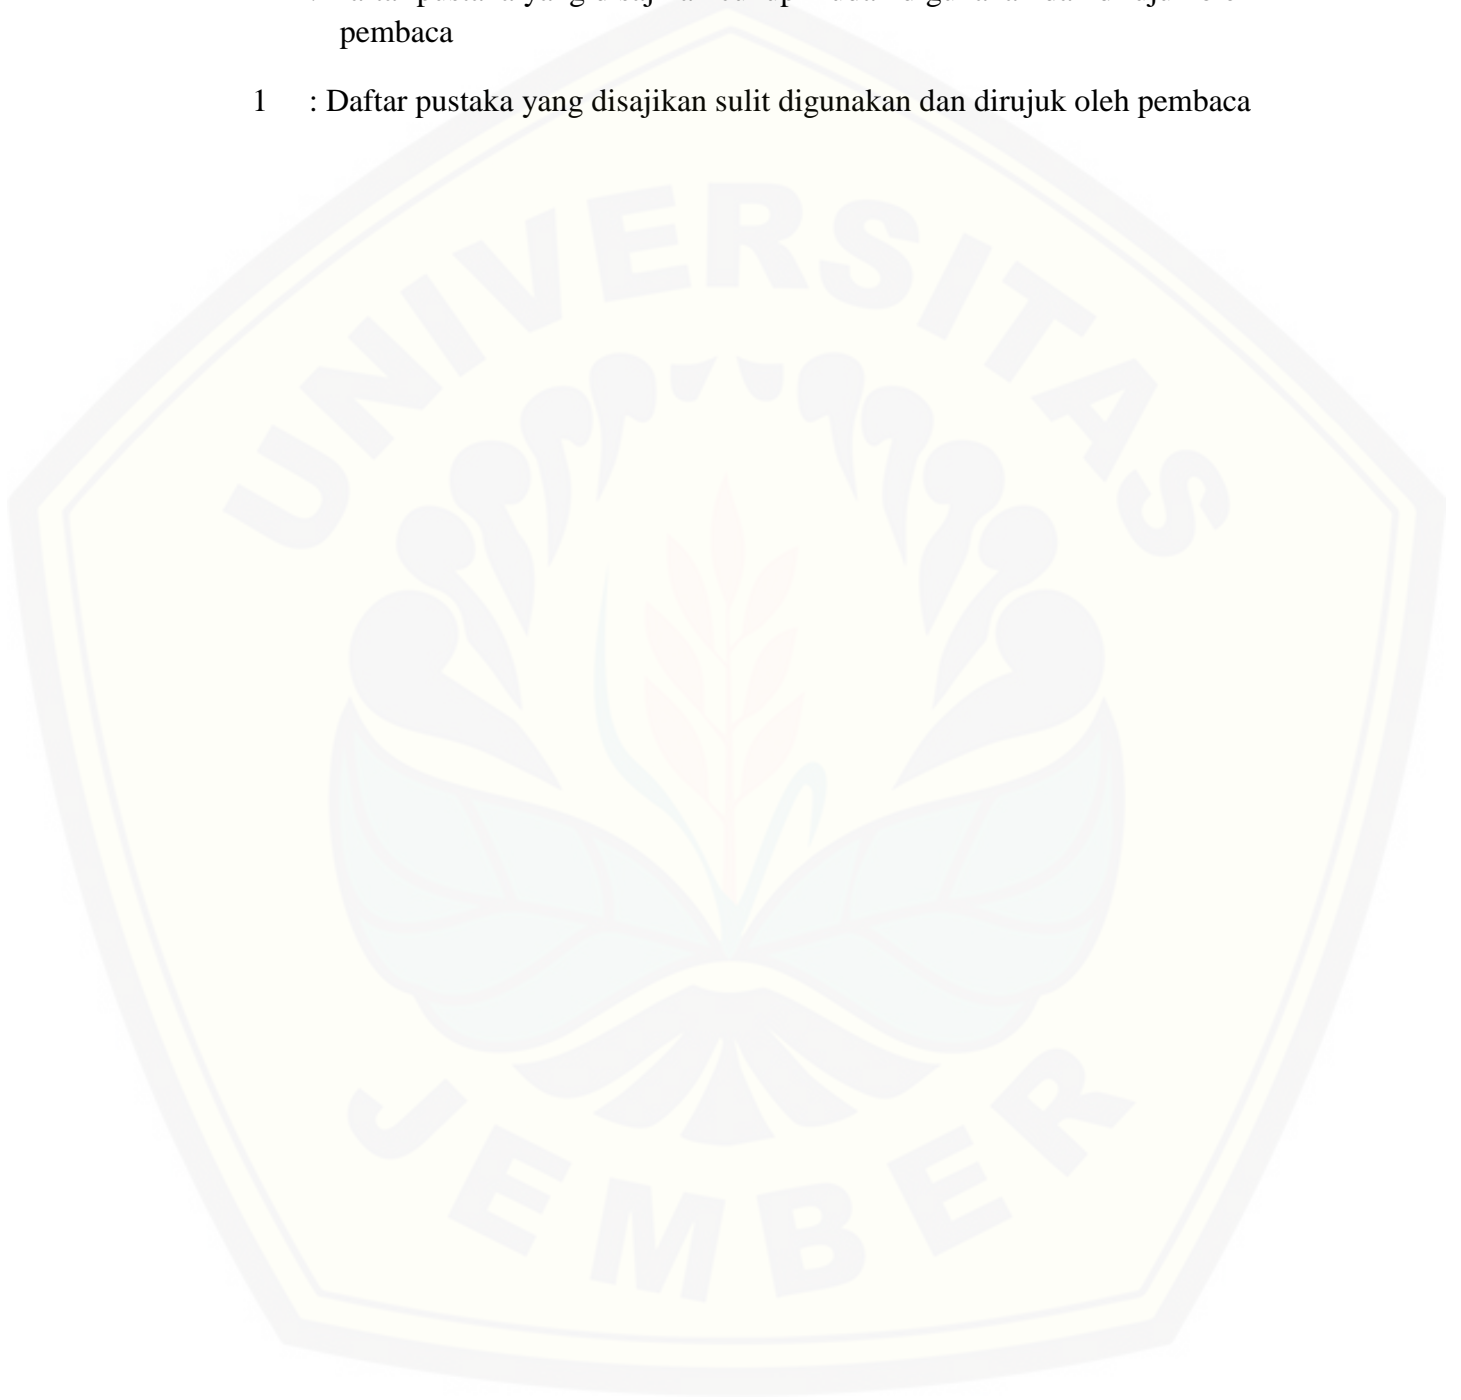 pembaca
1 : Daftar pustaka yang disajikan sulit digunakan dan dirujuk oleh pembaca
UNIVERSITAS
JEMBER